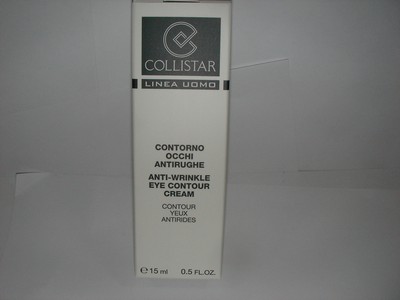 COLLISTAR
LINEA UOMO
CONTORNO
OCCHI
ANTIRUGHE
ANTI-WRINKLE
EYE CONTOUR
CREAM
CONTOUR
YEUX
ANTIRIDES
℮ 15 ml 0.5 FL.OZ.